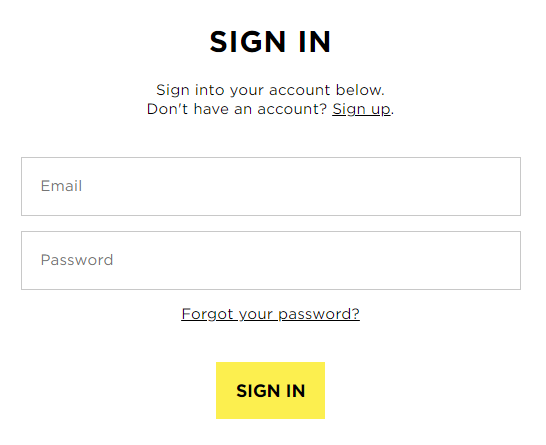 SIGN IN
Sign into your account below.
Don't have an account? Sign up.
Email
Password
Forgot your password?
SIGN IN